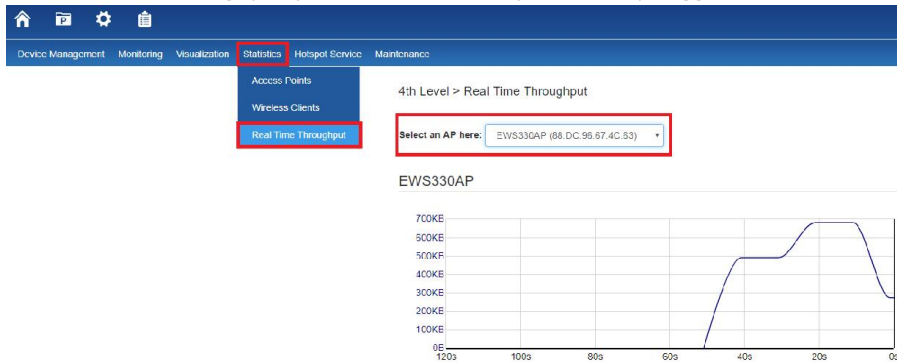 Device Management Monitoring Visualization Statistics Hotspot Service Maintenance
Access Points
Wireless Clients
Real Time Throughput
4th Level > Real Time Throughput
Select an AP here: EWS330AP (88.DC.96.67.4C.63)
EWS330AP
700KB
600KB
500KB
400KB
300KB
200KB
100KB
0B
120s 100s 80s 60s 40s 20s 0s